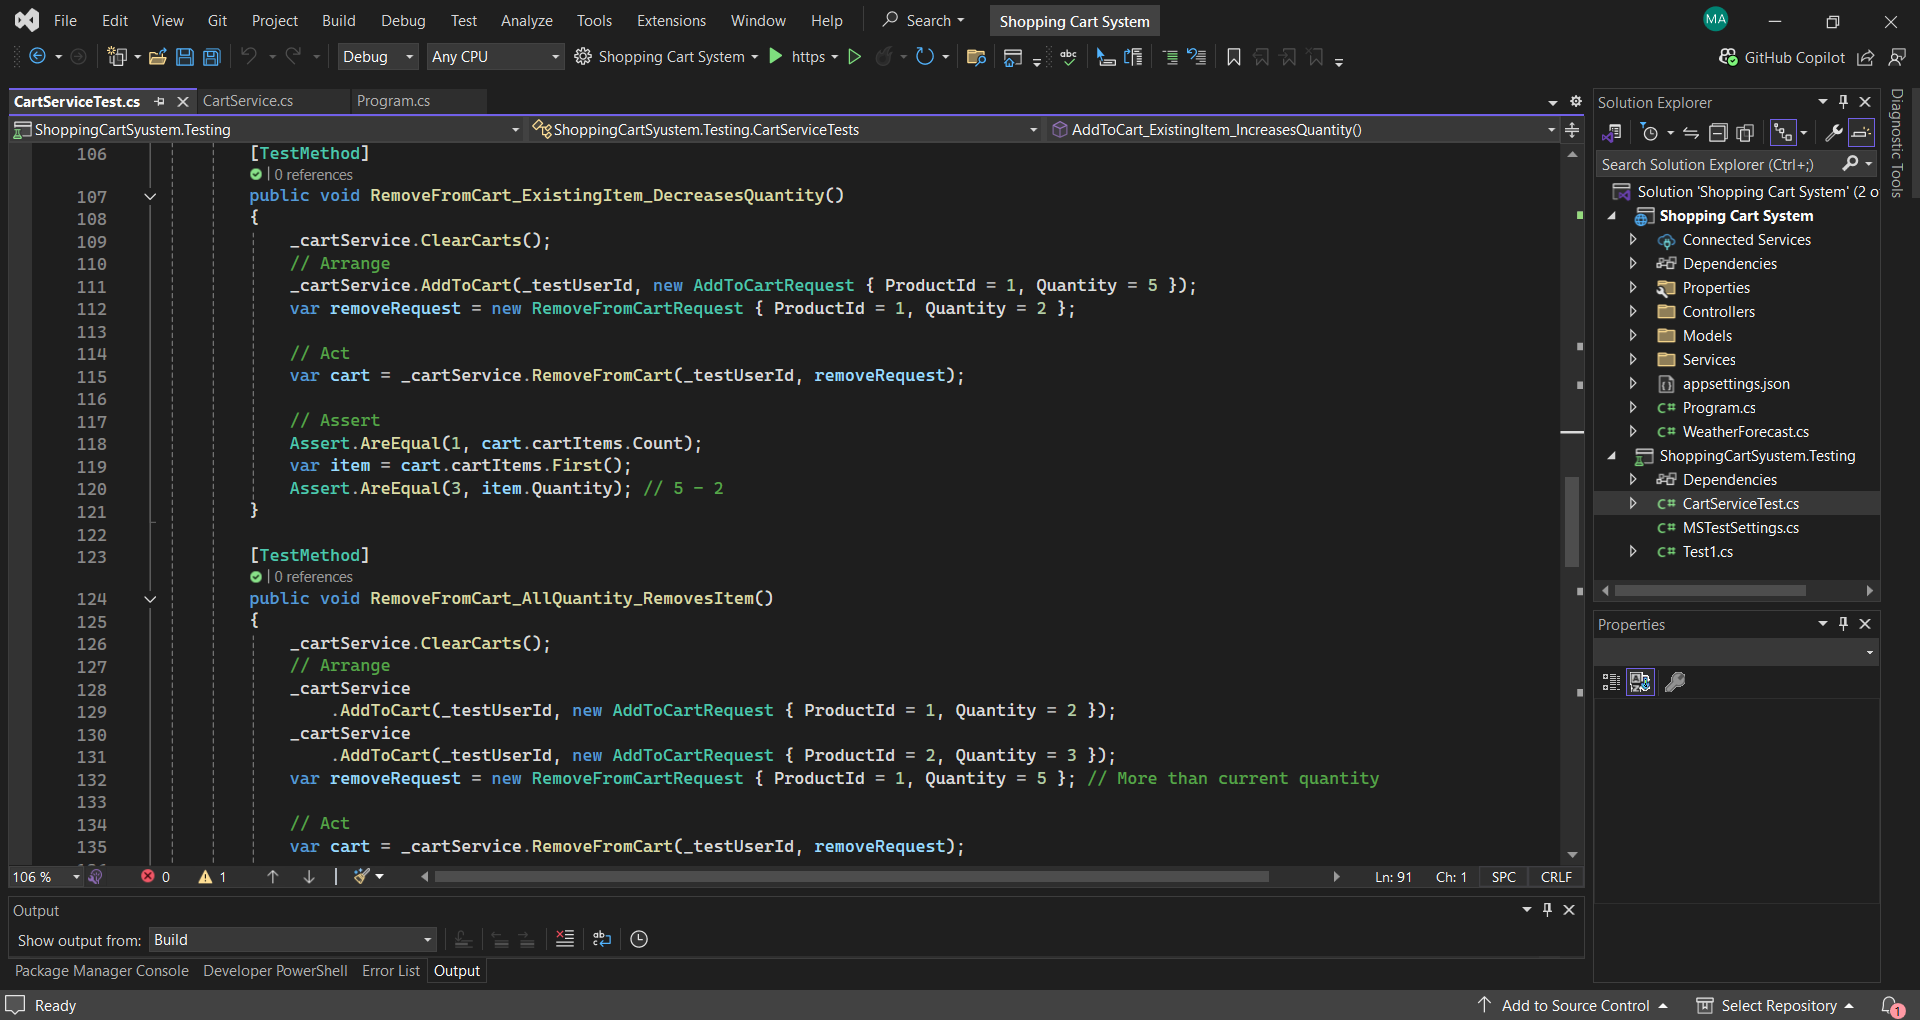 File Edit View Git Project Build Debug Test Analyze Tools Extensions Window Help Search Shopping Cart System MA
Debug Any CPU Shopping Cart System https GitHub Copilot
CartServiceTest.cs CartService.cs Program.cs
ShoppingCartSyustem.Testing ShoppingCartSyustem.Testing.CartServiceTests AddToCart_ExistingItem_IncreasesQuantity()
106 [TestMethod]
0 references
107 public void RemoveFromCart_ExistingItem_DecreasesQuantity()
108 {
109 _cartService.ClearCarts();
110 // Arrange
111 _cartService.AddToCart(_testUserId, new AddToCartRequest { ProductId = 1, Quantity = 5 });
112 var removeRequest = new RemoveFromCartRequest { ProductId = 1, Quantity = 2 };
113
114 // Act
115 var cart = _cartService.RemoveFromCart(_testUserId, removeRequest);
116
117 // Assert
118 Assert.AreEqual(1, cart.cartItems.Count);
119 var item = cart.cartItems.First();
120 Assert.AreEqual(3, item.Quantity); // 5 - 2
121 }
122
123 [TestMethod]
0 references
124 public void RemoveFromCart_AllQuantity_RemovesItem()
125 {
126 _cartService.ClearCarts();
127 // Arrange
128 _cartService
129 .AddToCart(_testUserId, new AddToCartRequest { ProductId = 1, Quantity = 2 });
130 _cartService
131 .AddToCart(_testUserId, new AddToCartRequest { ProductId = 2, Quantity = 3 });
132 var removeRequest = new RemoveFromCartRequest { ProductId = 1, Quantity = 5 }; // More than current quantity
133
134 // Act
135 var cart = _cartService.RemoveFromCart(_testUserId, removeRequest);
106 % 0 1 Ln: 91 Ch: 1 SPC CRLF
Output
Show output from: Build
Package Manager Console Developer PowerShell Error List Output
Ready Add to Source Control Select Repository 1
Solution Explorer
Search Solution Explorer (Ctrl+;)
Solution 'Shopping Cart System' (2 o
Shopping Cart System
Connected Services
Dependencies
Properties
Controllers
Models
Services
appsettings.json
C# Program.cs
C# WeatherForecast.cs
ShoppingCartSyustem.Testing
Dependencies
C# CartServiceTest.cs
C# MSTestSettings.cs
C# Test1.cs
Properties
Diagnostic Tools